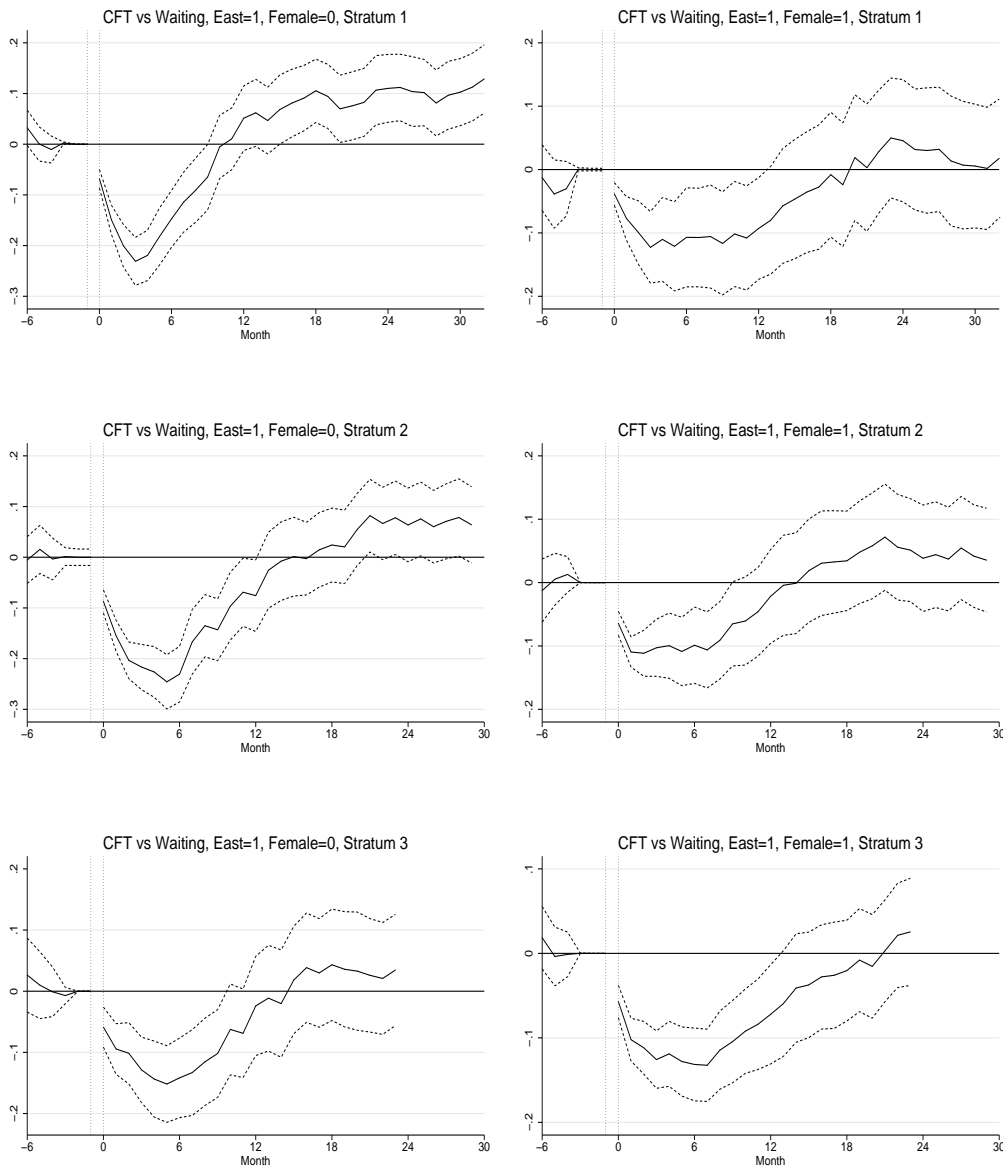 CFT vs Waiting, East=1, Female=0, Stratum 1
.2
.1
0
-.1
-.2
-.3
-6 0 6 12 18 24 30
Month
CFT vs Waiting, East=1, Female=1, Stratum 1
.2
.1
0
-.1
-.2
-6 0 6 12 18 24 30
Month
CFT vs Waiting, East=1, Female=0, Stratum 2
.2
.1
0
-.1
-.2
-.3
-6 0 6 12 18 24 30
Month
CFT vs Waiting, East=1, Female=1, Stratum 2
.2
.1
0
-.1
-.2
-6 0 6 12 18 24 30
Month
CFT vs Waiting, East=1, Female=0, Stratum 3
.2
.1
0
-.1
-.2
-6 0 6 12 18 24 30
Month
CFT vs Waiting, East=1, Female=1, Stratum 3
.1
0
-.1
-.2
-6 0 6 12 18 24 30
Month